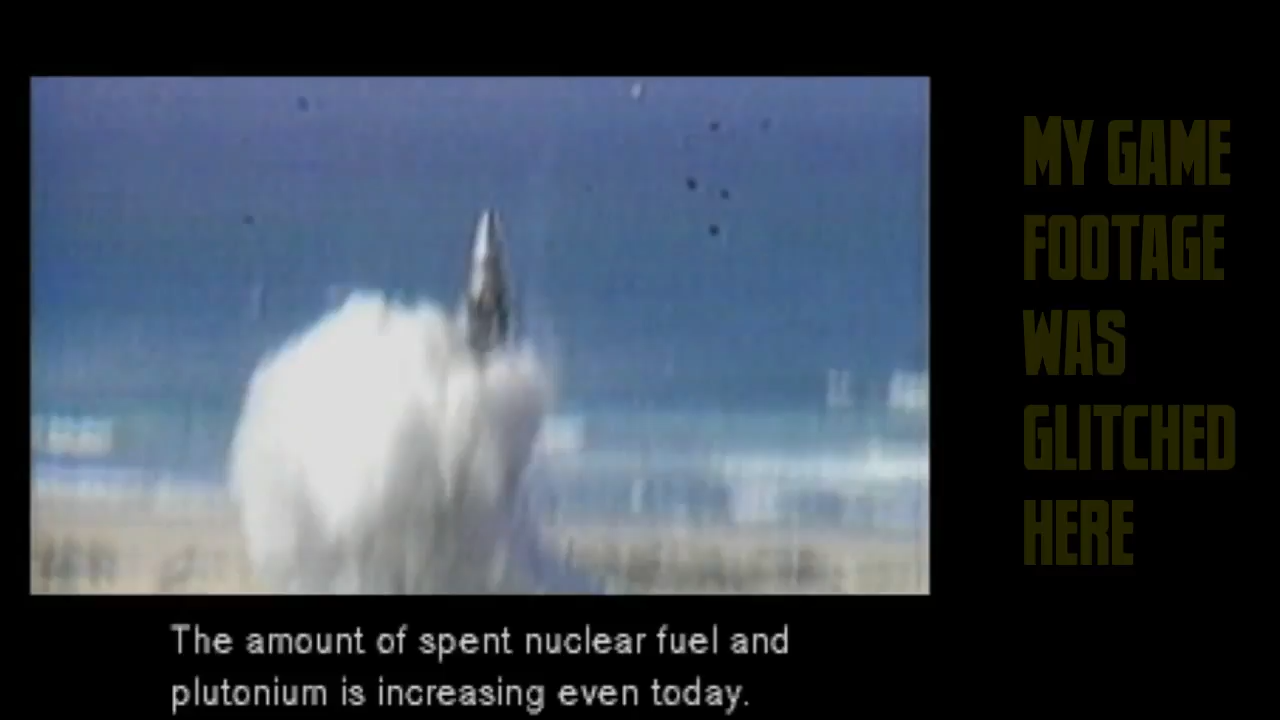 MY GAME
FOOTAGE
WAS
GLITCHED
HERE
The amount of spent nuclear fuel and
plutonium is increasing even today.